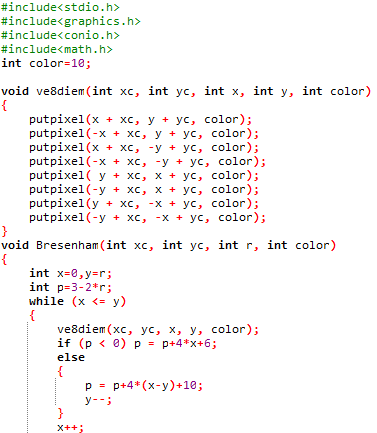 #include<stdio.h>
#include<graphics.h>
#include<conio.h>
#include<math.h>
int color=10;

void ve8diem(int xc, int yc, int x, int y, int color)
{
    putpixel(x + xc, y + yc, color);
    putpixel(-x + xc, y + yc, color);
    putpixel(x + xc, -y + yc, color);
    putpixel(-x + xc, -y + yc, color);
    putpixel( y + xc, x + yc, color);
    putpixel(-y + xc, x + yc, color);
    putpixel(y + xc, -x + yc, color);
    putpixel(-y + xc, -x + yc, color);
}
void Bresenham(int xc, int yc, int r, int color)
{
    int x=0,y=r;
    int p=3-2*r;
    while (x <= y)
    {
        ve8diem(xc, yc, x, y, color);
        if (p < 0) p = p+4*x+6;
        else
        {
            p = p+4*(x-y)+10;
            y--;
        }
        x++;